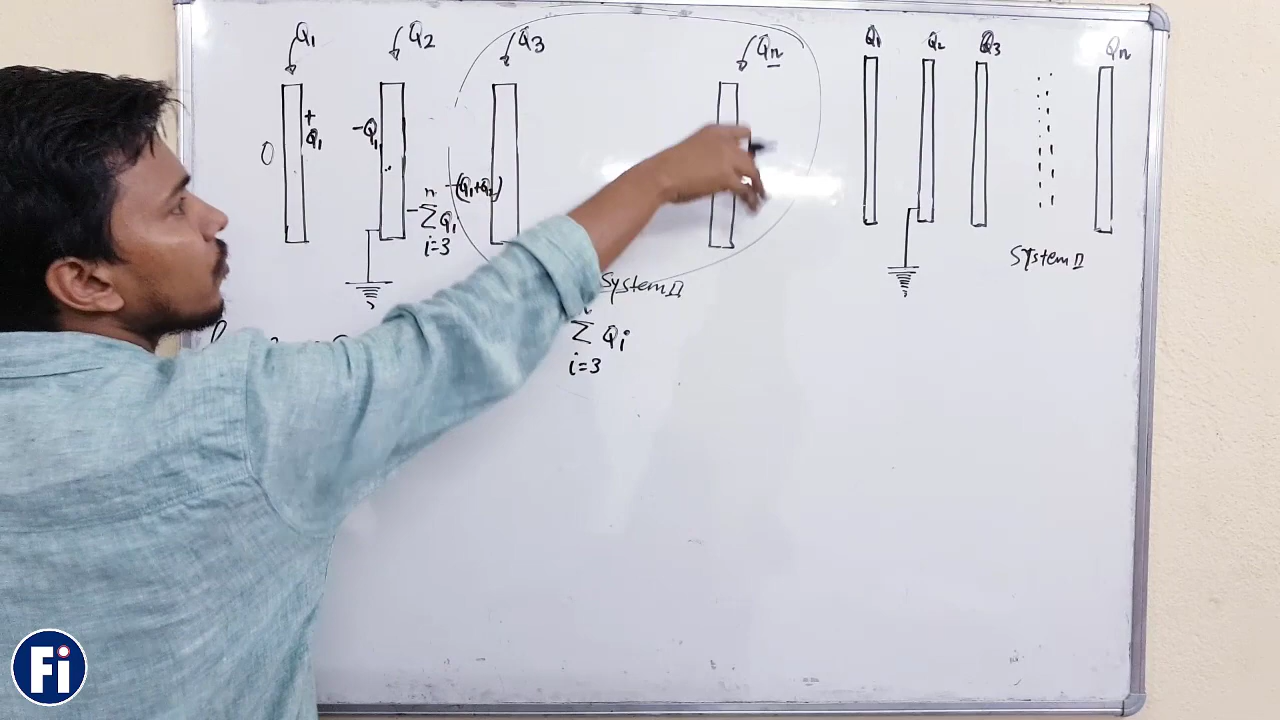 Q1 Q2 Q3 Qn
0 + Q1 -Q1 -(Q1+Q2)
n
-Σ Qi
i=3
System II
Σ Qi
i=3
Q1 Q2 Q3 Qn
System II
Fi